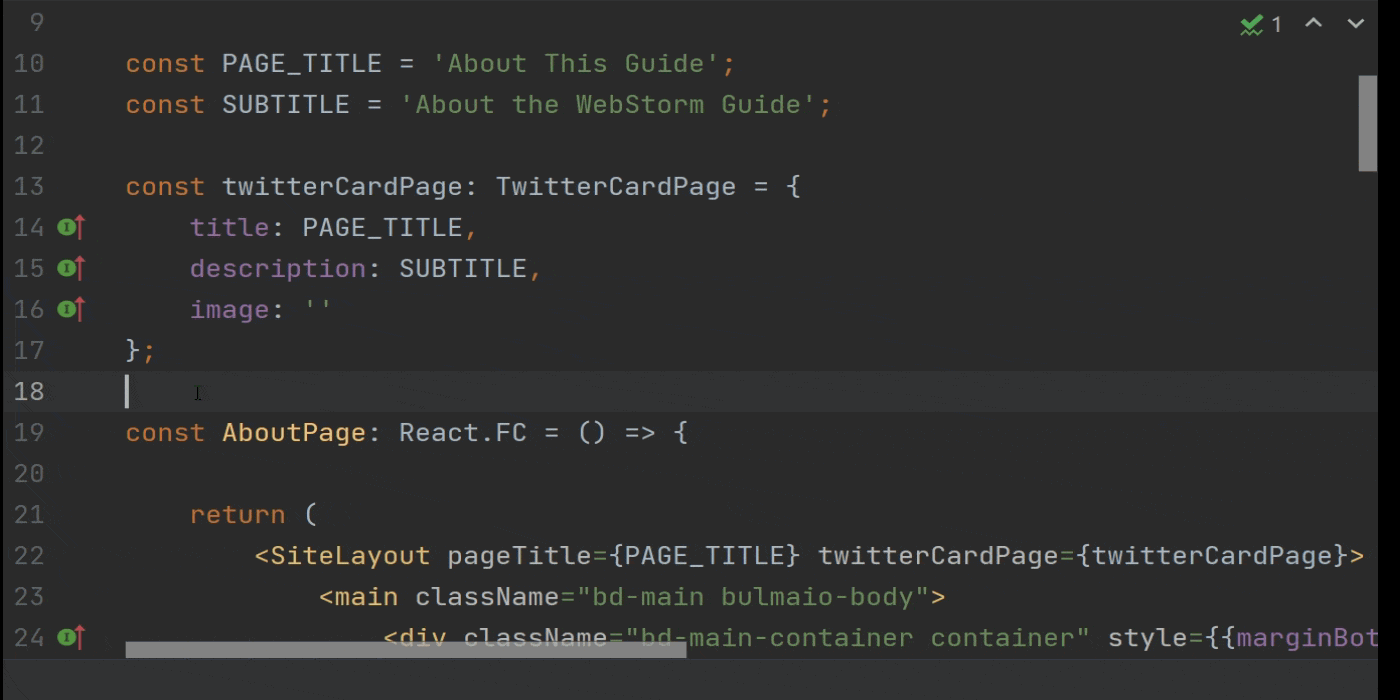 9
1
10 const PAGE_TITLE = 'About This Guide';
11 const SUBTITLE = 'About the WebStorm Guide';
12
13 const twitterCardPage: TwitterCardPage = {
14 title: PAGE_TITLE,
15 description: SUBTITLE,
16 image: ''
17 };
18
19 const AboutPage: React.FC = () => {
20
21 return (
22 <SiteLayout pageTitle={PAGE_TITLE} twitterCardPage={twitterCardPage}>
23 <main className="bd-main bulmaio-body">
24 <div className="bd-main-container container" style={{marginBot